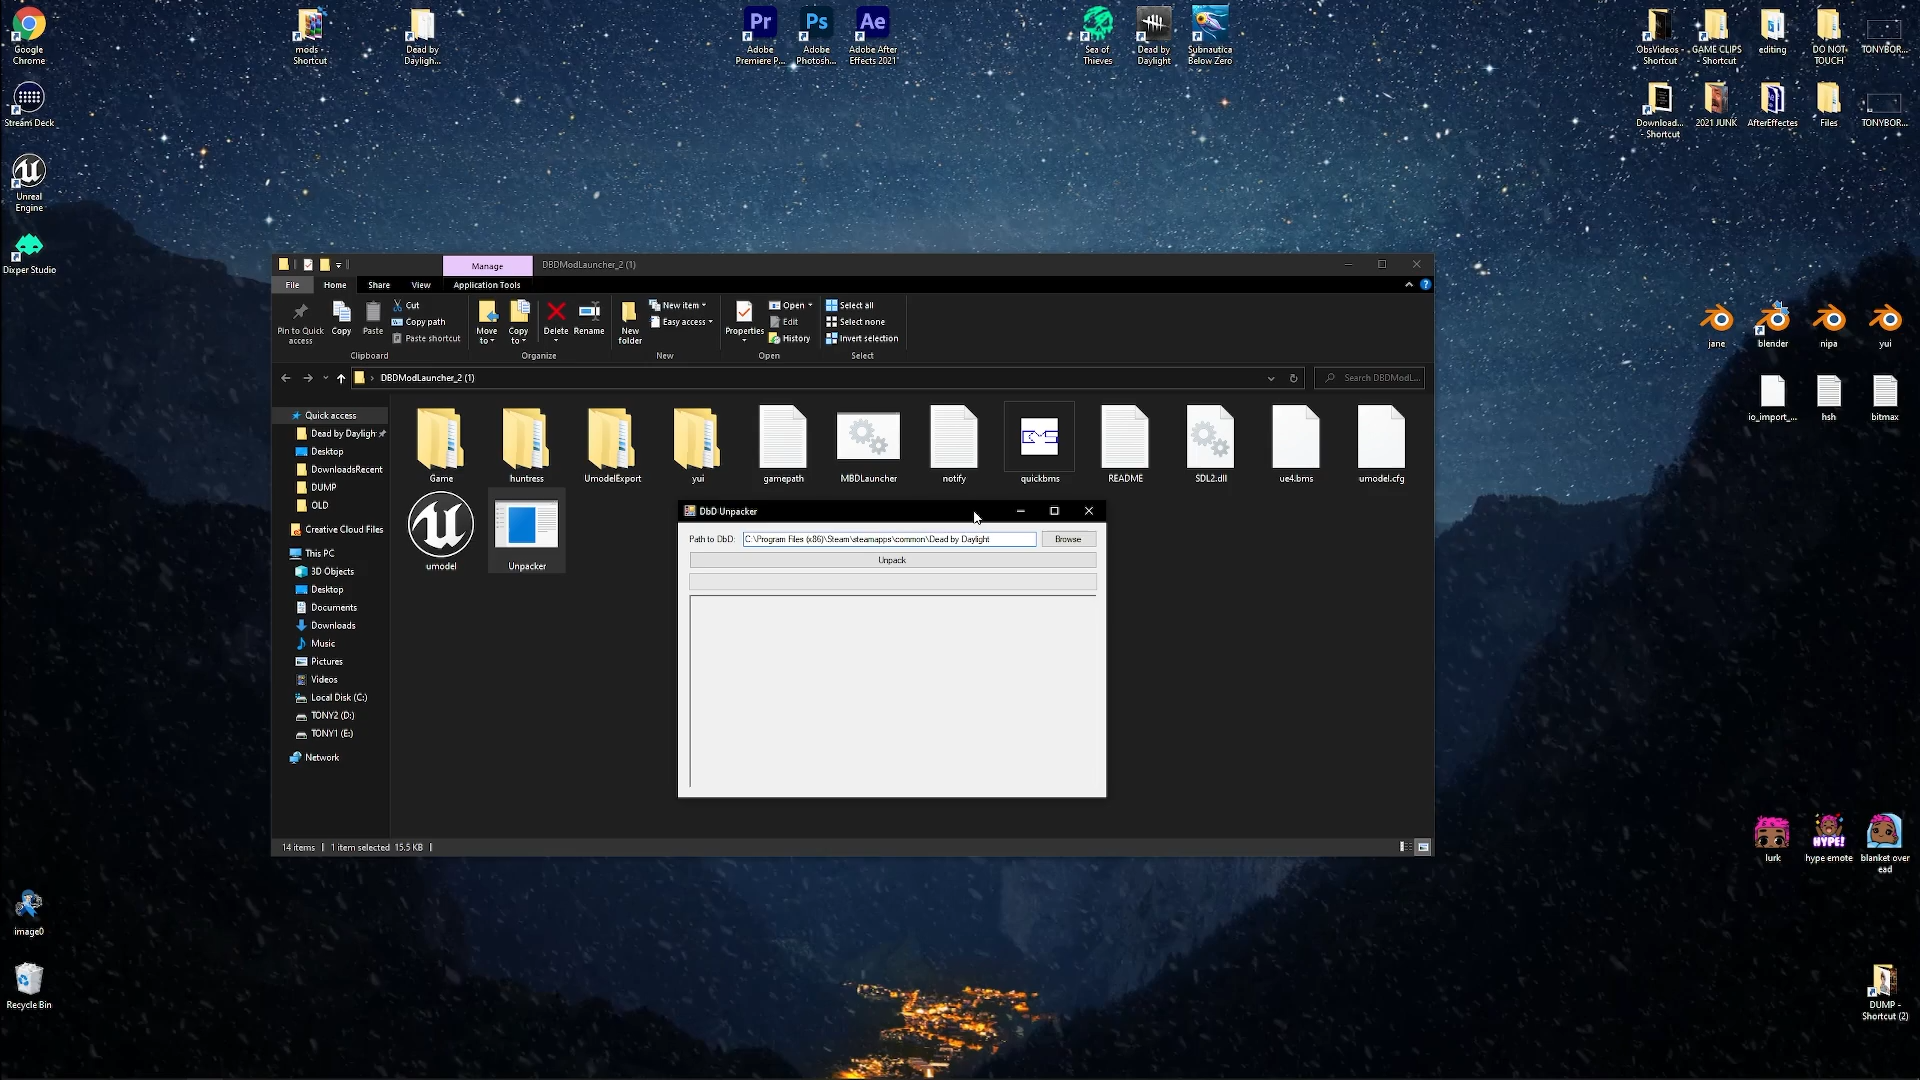 Google
Chrome
mods -
Shortcut
Dead by
Dayligh...
Pr
Adobe
Premiere P...
Ps
Adobe
Photosh...
Ae
Adobe After
Effects 2021
Sea of
Thieves
Dead by
Daylight
Subnautica
Below Zero
ObsVideos -
Shortcut
GAME CLIPS
- Shortcut
editing
DO NOT
TOUCH
TONYBOR...
Stream Deck
Download...
- Shortcut
2021 JUNK
AfterEffectes
Files
TONYBOR...
Unreal
Engine
Dixper Studio
Manage
DBDModLauncher_2 (1)
File
Home
Share
View
Application Tools
Pin to Quick
access
Copy
Paste
Cut
Copy path
Paste shortcut
Clipboard
Move
to
Copy
to
Delete
Rename
Organize
New
folder
New item
Easy access
New
Properties
Open
Edit
History
Open
Select all
Select none
Invert selection
Select
DBDModLauncher_2 (1)
Search DBDModL...
Quick access
Dead by Dayligh
Desktop
DownloadsRecent
DUMP
OLD
Creative Cloud Files
This PC
3D Objects
Desktop
Documents
Downloads
Music
Pictures
Videos
Local Disk (C:)
TONY2 (D:)
TONY1 (E:)
Network
Game
huntress
UmodelExport
yui
gamepath
MBDLauncher
notify
quickbms
README
SDL2.dll
ue4.bms
umodel.cfg
umodel
Unpacker
DbD Unpacker
Path to DbD:
C:\Program Files (x86)\Steam\steamapps\common\Dead by Daylight
Browse
Unpack
14 items
1 item selected 15.5 KB
jane
blender
nipa
yui
io_import_...
hsh
bitmax
lurk
HYPE!
hype emote
blanket over
ead
image0
Recycle Bin
DUMP -
Shortcut (2)